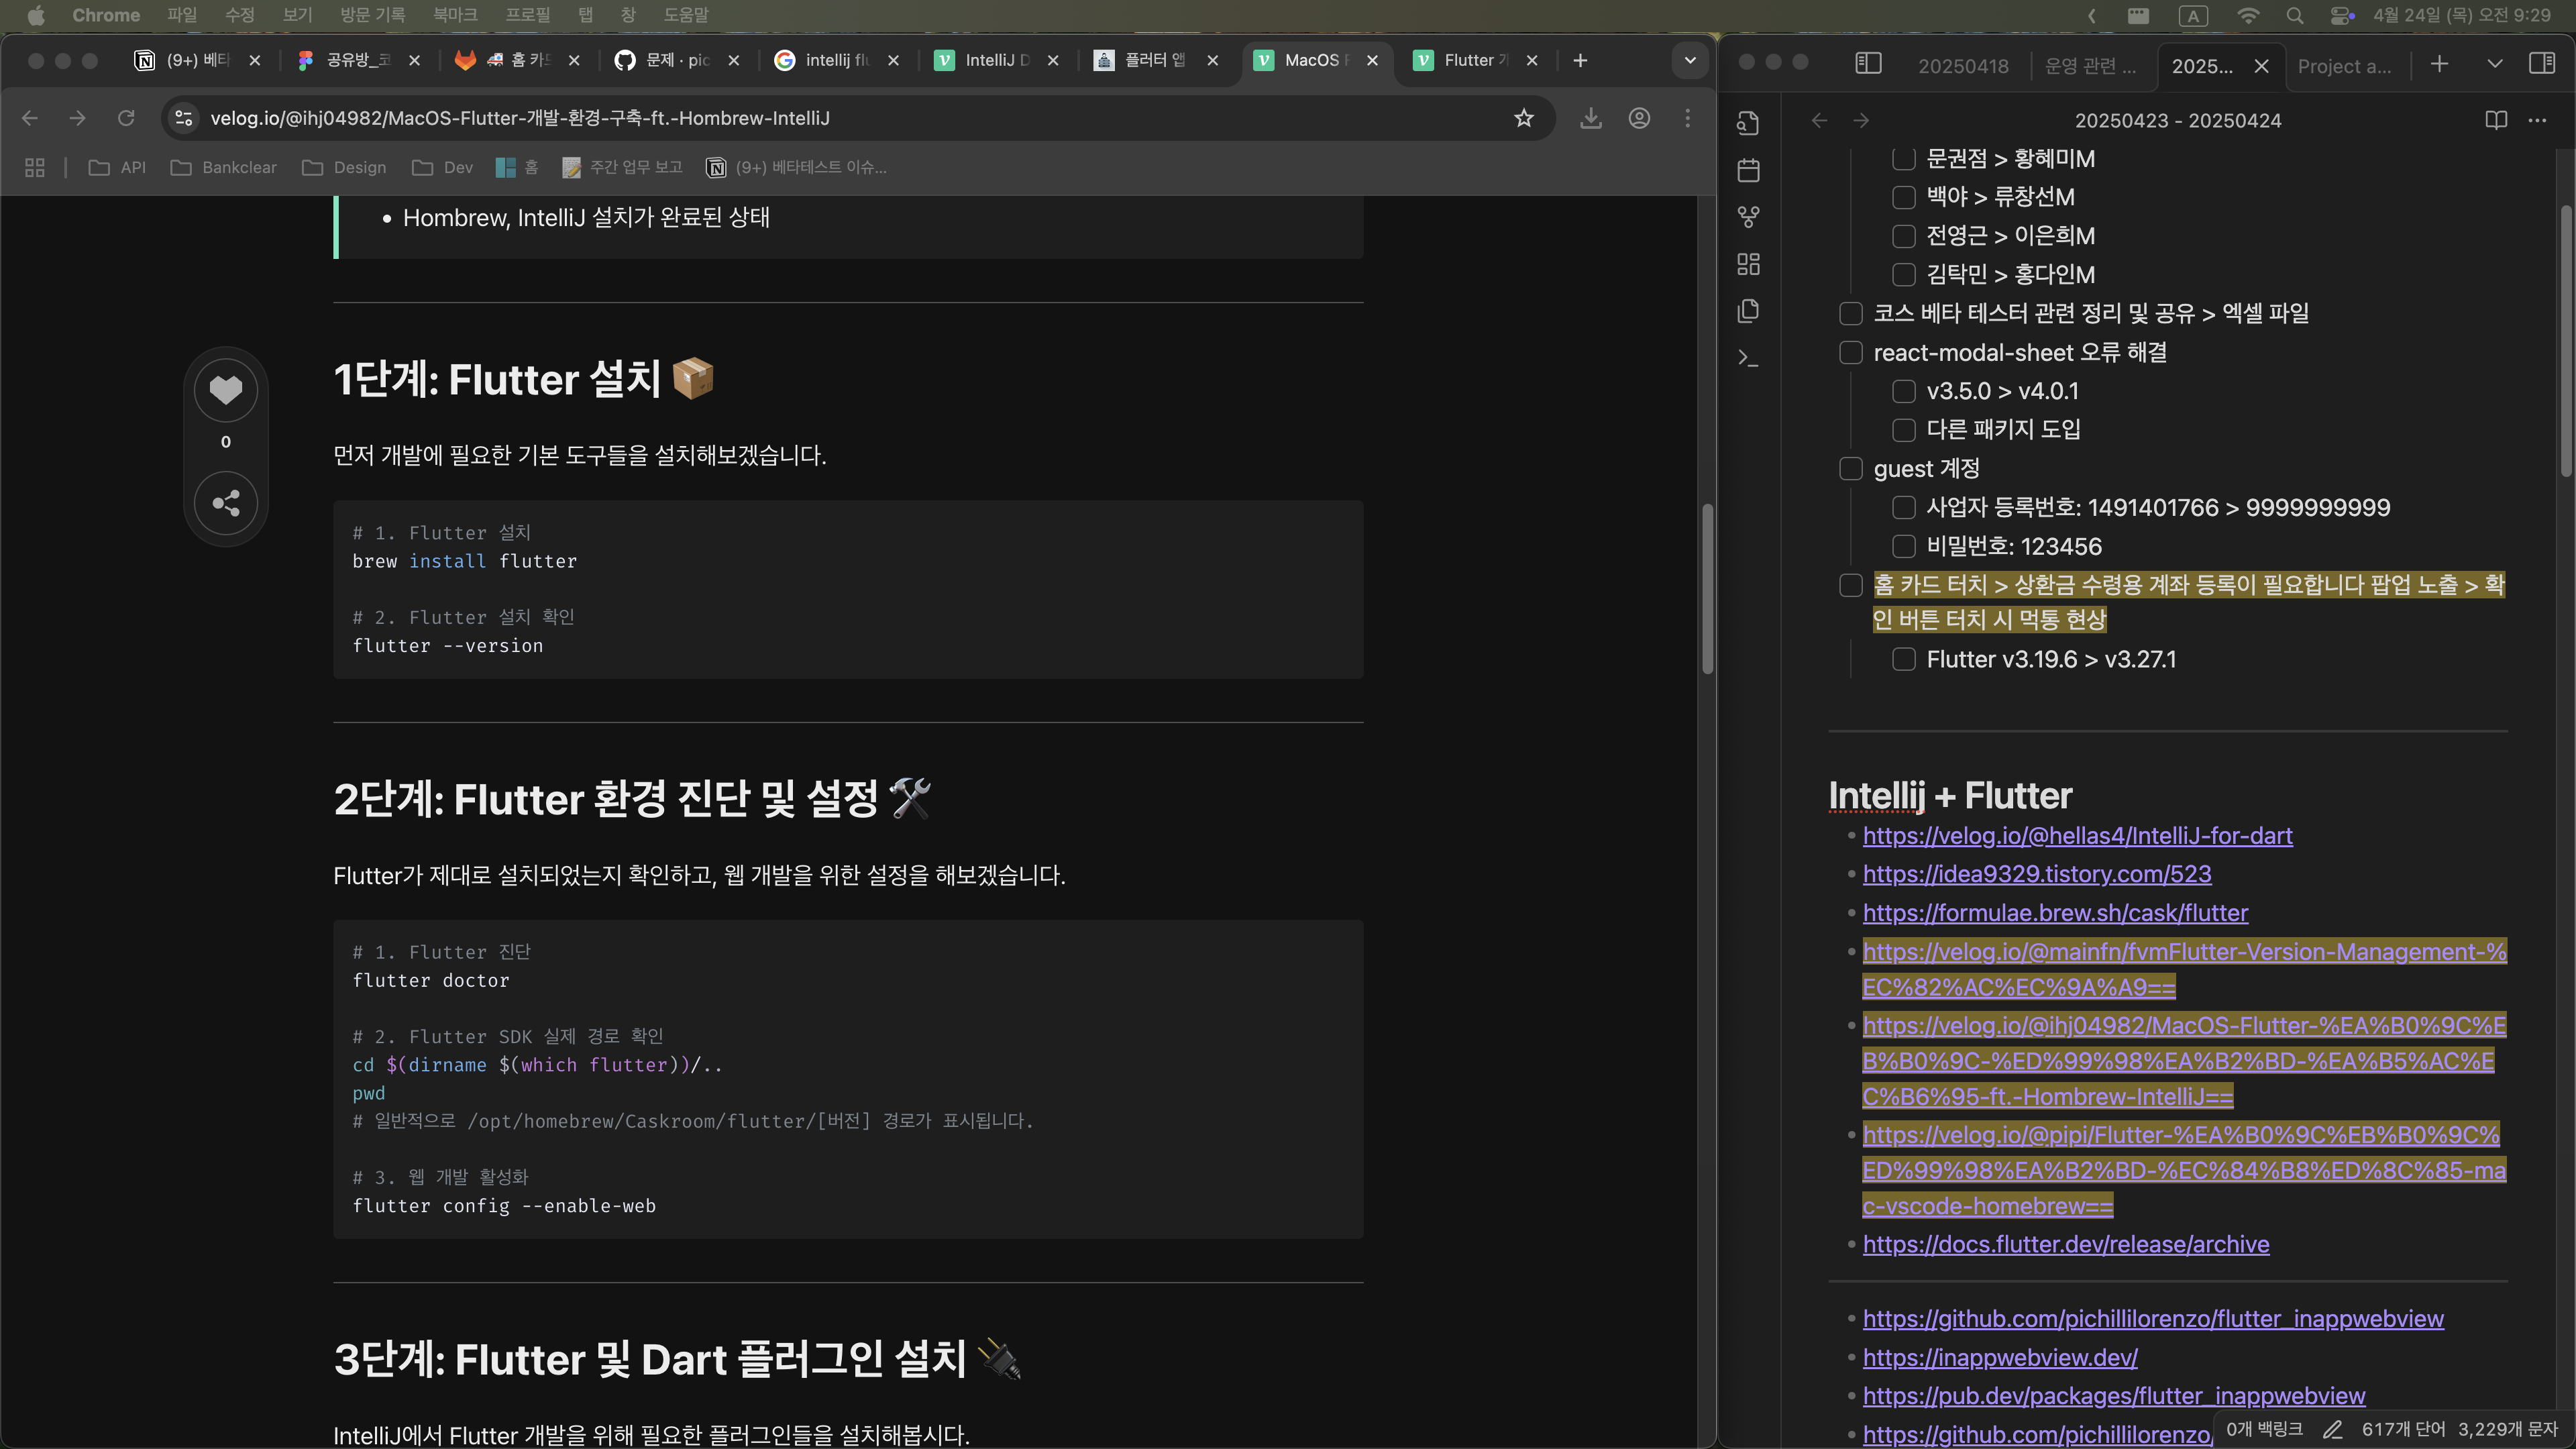 Chrome 파일 수정 보기 방문 기록 북마크 프로필 탭 창 도움말
A 4월 24일 (목) 오전 9:29
(9+) 베타
공유방_코
홈 카드
문제 · pic
intellij flu
IntelliJ D
플러터 앱
MacOS F
Flutter 개
velog.io/@ihj04982/MacOS-Flutter-개발-환경-구축-ft.-Hombrew-IntelliJ
API Bankclear Design Dev 홈 주간 업무 보고 (9+) 베타테스트 이슈...
• Hombrew, IntelliJ 설치가 완료된 상태
0
1단계: Flutter 설치 📦
먼저 개발에 필요한 기본 도구들을 설치해보겠습니다.
# 1. Flutter 설치
brew install flutter
# 2. Flutter 설치 확인
flutter --version
2단계: Flutter 환경 진단 및 설정 🛠️
Flutter가 제대로 설치되었는지 확인하고, 웹 개발을 위한 설정을 해보겠습니다.
# 1. Flutter 진단
flutter doctor
# 2. Flutter SDK 실제 경로 확인
cd $(dirname $(which flutter))/..
pwd
# 일반적으로 /opt/homebrew/Caskroom/flutter/[버전] 경로가 표시됩니다.
# 3. 웹 개발 활성화
flutter config --enable-web
3단계: Flutter 및 Dart 플러그인 설치 🔌
IntelliJ에서 Flutter 개발을 위해 필요한 플러그인들을 설치해봅시다.
20250418 운영 관련 ... 2025... Project a...
20250423 - 20250424
문권점 > 황혜미M
백야 > 류창선M
전영근 > 이은희M
김탁민 > 홍다인M
코스 베타 테스터 관련 정리 및 공유 > 엑셀 파일
react-modal-sheet 오류 해결
v3.5.0 > v4.0.1
다른 패키지 도입
guest 계정
사업자 등록번호: 1491401766 > 9999999999
비밀번호: 123456
홈 카드 터치 > 상환금 수령용 계좌 등록이 필요합니다 팝업 노출 > 확
인 버튼 터치 시 먹통 현상
Flutter v3.19.6 > v3.27.1
Intellij + Flutter
• https://velog.io/@hellas4/IntelliJ-for-dart
• https://idea9329.tistory.com/523
• https://formulae.brew.sh/cask/flutter
• https://velog.io/@mainfn/fvmFlutter-Version-Management-%
EC%82%AC%EC%9A%A9==
• https://velog.io/@ihj04982/MacOS-Flutter-%EA%B0%9C%E
B%B0%9C-%ED%99%98%EA%B2%BD-%EA%B5%AC%E
C%B6%95-ft.-Hombrew-IntelliJ==
• https://velog.io/@pipi/Flutter-%EA%B0%9C%EB%B0%9C%
ED%99%98%EA%B2%BD-%EC%84%B8%ED%8C%85-ma
c-vscode-homebrew==
• https://docs.flutter.dev/release/archive
• https://github.com/pichillilorenzo/flutter_inappwebview
• https://inappwebview.dev/
• https://pub.dev/packages/flutter_inappwebview
• https://github.com/pichillilorenzo/
0개 백링크 617개 단어 3,229개 문자